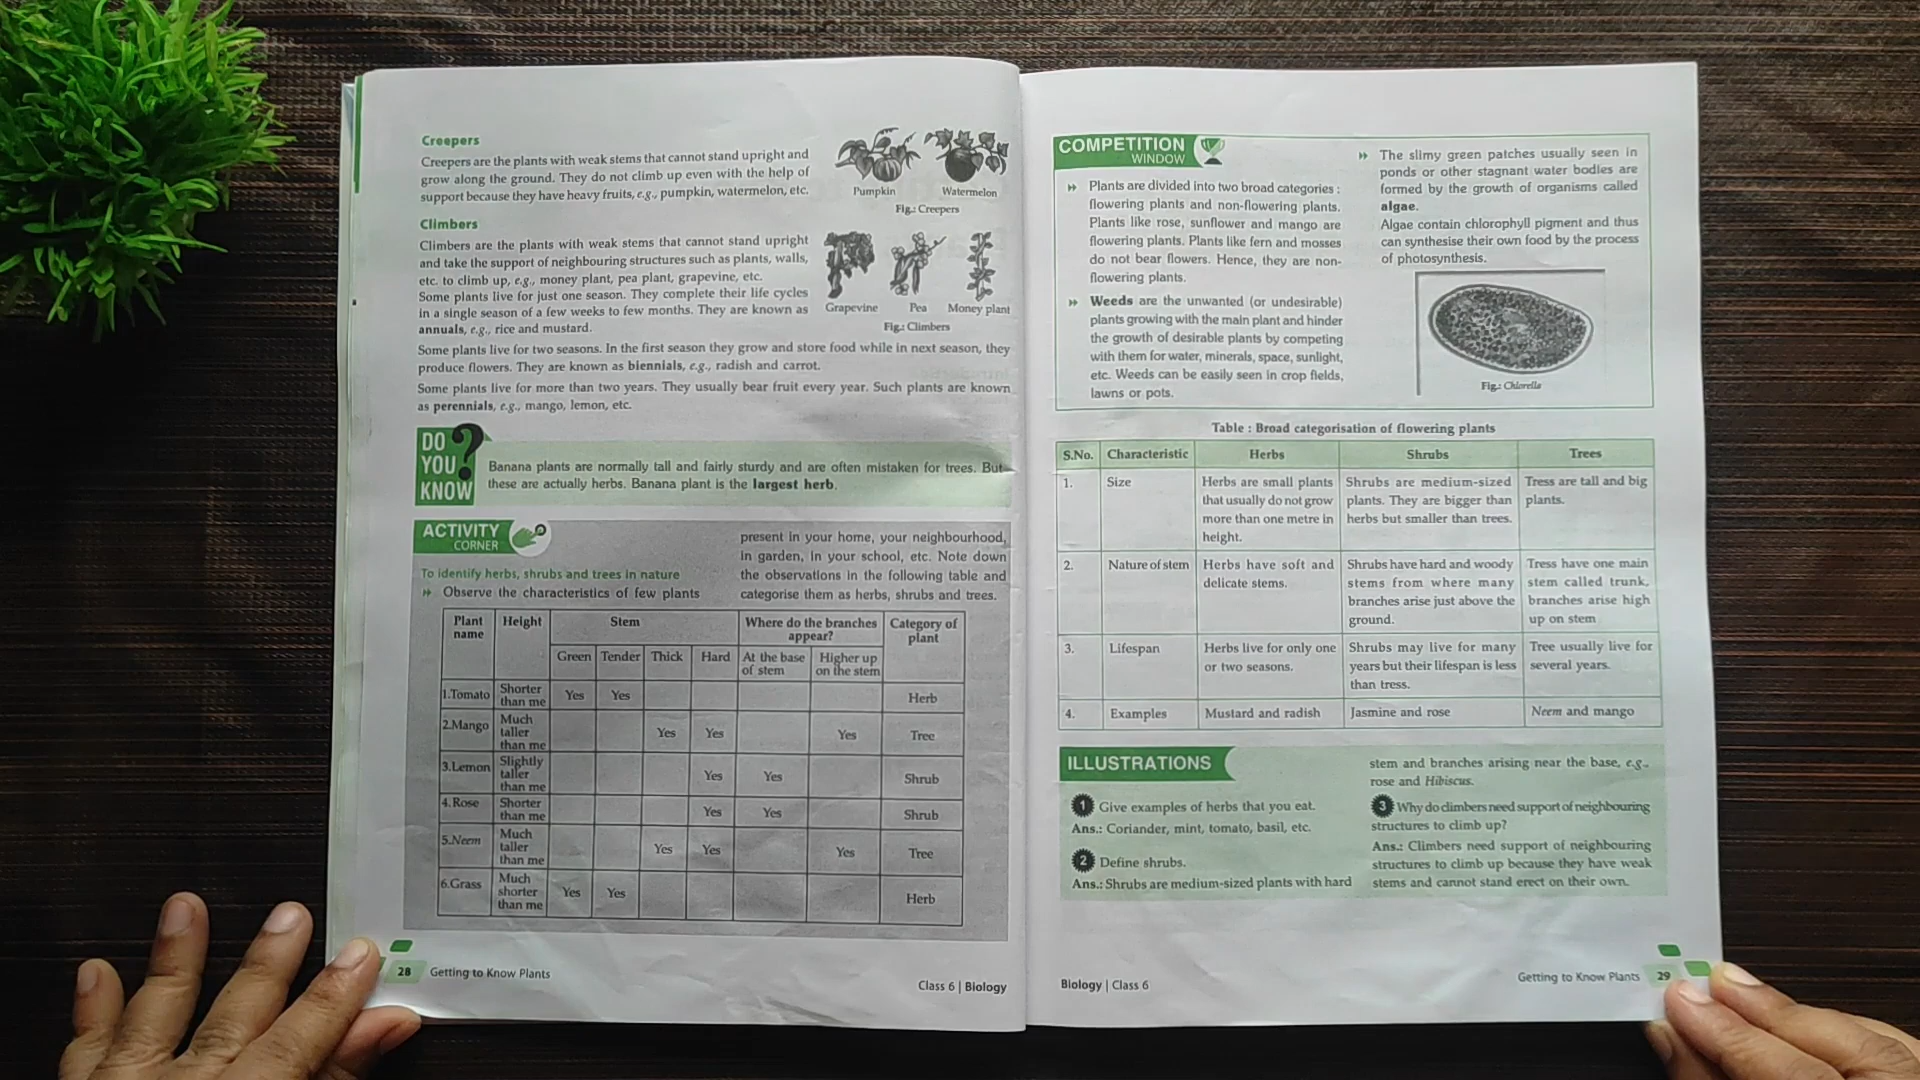 Creepers
Creepers are the plants with weak stems that cannot stand upright and
grow along the ground. They do not climb up even with the help of
support because they have heavy fruits, e.g., pumpkin, watermelon, etc.
Pumpkin
Watermelon
Fig.: Creepers
Climbers
Climbers are the plants with weak stems that cannot stand upright
and take the support of neighbouring structures such as plants, walls,
etc. to climb up, e.g., money plant, pea plant, grapevine, etc.
Some plants live for just one season. They complete their life cycles
in a single season of a few weeks to few months. They are known as
annuals, e.g., rice and mustard.
Grapevine
Pea
Money plant
Fig.: Climbers
Some plants live for two seasons. In the first season they grow and store food while in next season, they
produce flowers. They are known as biennials, e.g., radish and carrot.
Some plants live for more than two years. They usually bear fruit every year. Such plants are known
as perennials, e.g., mango, lemon, etc.
DO
YOU
KNOW
?
Banana plants are normally tall and fairly sturdy and are often mistaken for trees. But
these are actually herbs. Banana plant is the largest herb.
ACTIVITY
CORNER
To identify herbs, shrubs and trees in nature
Observe the characteristics of few plants
present in your home, your neighbourhood,
in garden, in your school, etc. Note down
the observations in the following table and
categorise them as herbs, shrubs and trees.
Plant name Height Stem Where do the branches appear? Category of plant
Green Tender Thick Hard At the base of stem Higher up on the stem
1.Tomato Shorter than me Yes Yes Herb
2.Mango Much taller than me Yes Yes Yes Tree
3.Lemon Slightly taller than me Yes Yes Shrub
4.Rose Shorter than me Yes Yes Shrub
5.Neem Much taller than me Yes Yes Yes Tree
6.Grass Much shorter than me Yes Yes Herb
28 Getting to Know Plants
Class 6 | Biology
COMPETITION
WINDOW
Plants are divided into two broad categories :
flowering plants and non-flowering plants.
Plants like rose, sunflower and mango are
flowering plants. Plants like fern and mosses
do not bear flowers. Hence, they are non-
flowering plants.
Weeds are the unwanted (or undesirable)
plants growing with the main plant and hinder
the growth of desirable plants by competing
with them for water, minerals, space, sunlight,
etc. Weeds can be easily seen in crop fields,
lawns or pots.
The slimy green patches usually seen in
ponds or other stagnant water bodies are
formed by the growth of organisms called
algae.
Algae contain chlorophyll pigment and thus
can synthesise their own food by the process
of photosynthesis.
Fig.: Chlorella
Table : Broad categorisation of flowering plants
S.No. Characteristic Herbs Shrubs Trees
1. Size Herbs are small plants that usually do not grow more than one metre in height. Shrubs are medium-sized plants. They are bigger than herbs but smaller than trees. Tress are tall and big plants.
2. Nature of stem Herbs have soft and delicate stems. Shrubs have hard and woody stems from where many branches arise just above the ground. Tress have one main stem called trunk, branches arise high up on stem
3. Lifespan Herbs live for only one or two seasons. Shrubs may live for many years but their lifespan is less than tress. Tree usually live for several years.
4. Examples Mustard and radish Jasmine and rose Neem and mango
ILLUSTRATIONS
1 Give examples of herbs that you eat.
Ans.: Coriander, mint, tomato, basil, etc.
2 Define shrubs.
Ans.: Shrubs are medium-sized plants with hard
stem and branches arising near the base, e.g.,
rose and Hibiscus.
3 Why do climbers need support of neighbouring
structures to climb up?
Ans.: Climbers need support of neighbouring
structures to climb up because they have weak
stems and cannot stand erect on their own.
Biology | Class 6
Getting to Know Plants 29